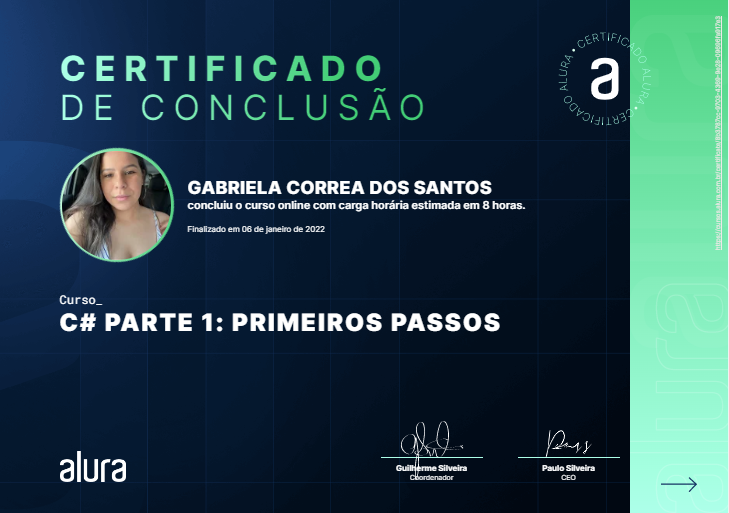 CERTIFICADO
DE CONCLUSÃO
CERTIFICADO ALURA • CERTIFICADO ALURA •
a
GABRIELA CORREA DOS SANTOS
concluiu o curso online com carga horária estimada em 8 horas.
Finalizado em 06 de janeiro de 2022
Curso_
C# PARTE 1: PRIMEIROS PASSOS
Guilherme Silveira
Coordenador
Paulo Silveira
CEO
alura
alura